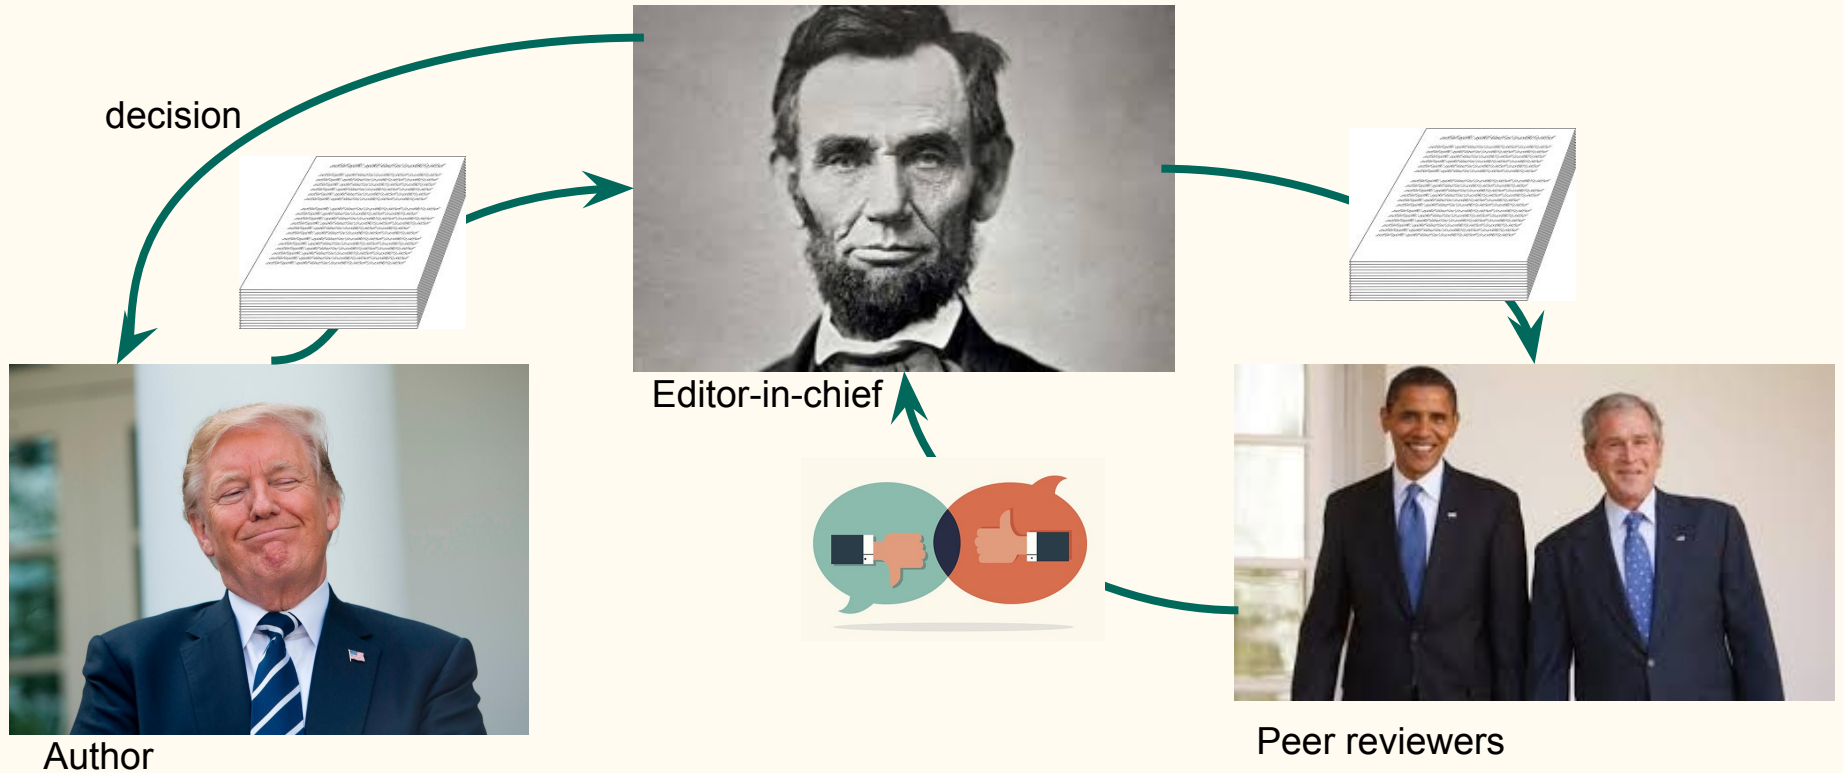 decision
Editor-in-chief
Author
Peer reviewers